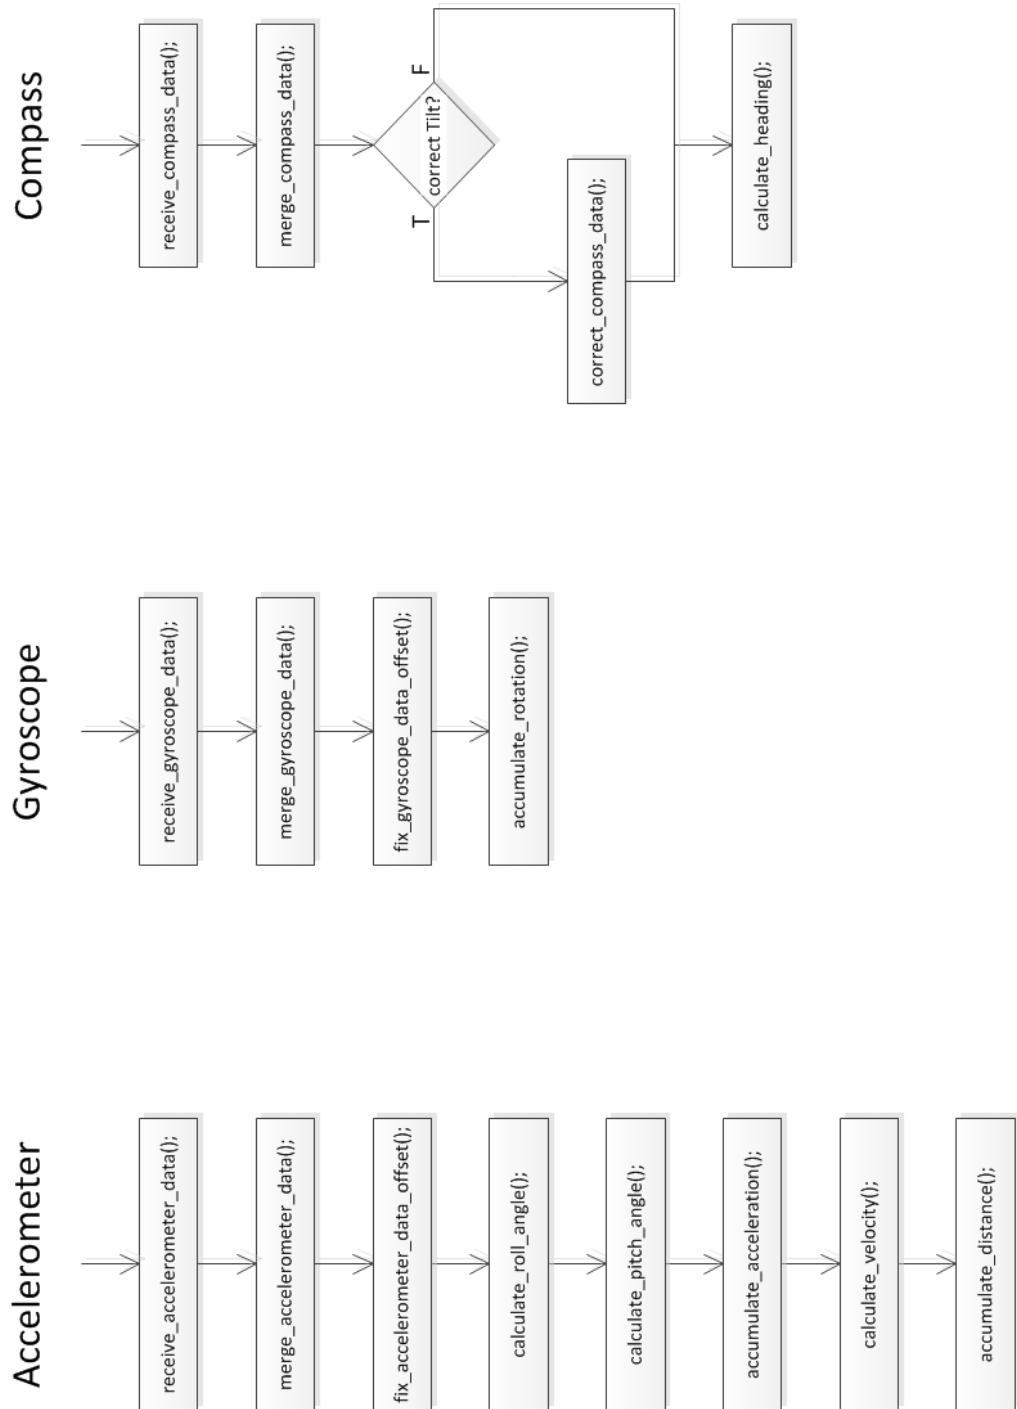 Accelerometer
receive_accelerometer_data();
merge_accelerometer_data();
fix_accelerometer_data_offset();
calculate_roll_angle();
calculate_pitch_angle();
accumulate_acceleration();
calculate_velocity();
accumulate_distance();
Gyroscope
receive_gyroscope_data();
merge_gyroscope_data();
fix_gyroscope_data_offset();
accumulate_rotation();
Compass
receive_compass_data();
merge_compass_data();
T
correct Tilt?
F
correct_compass_data();
calculate_heading();